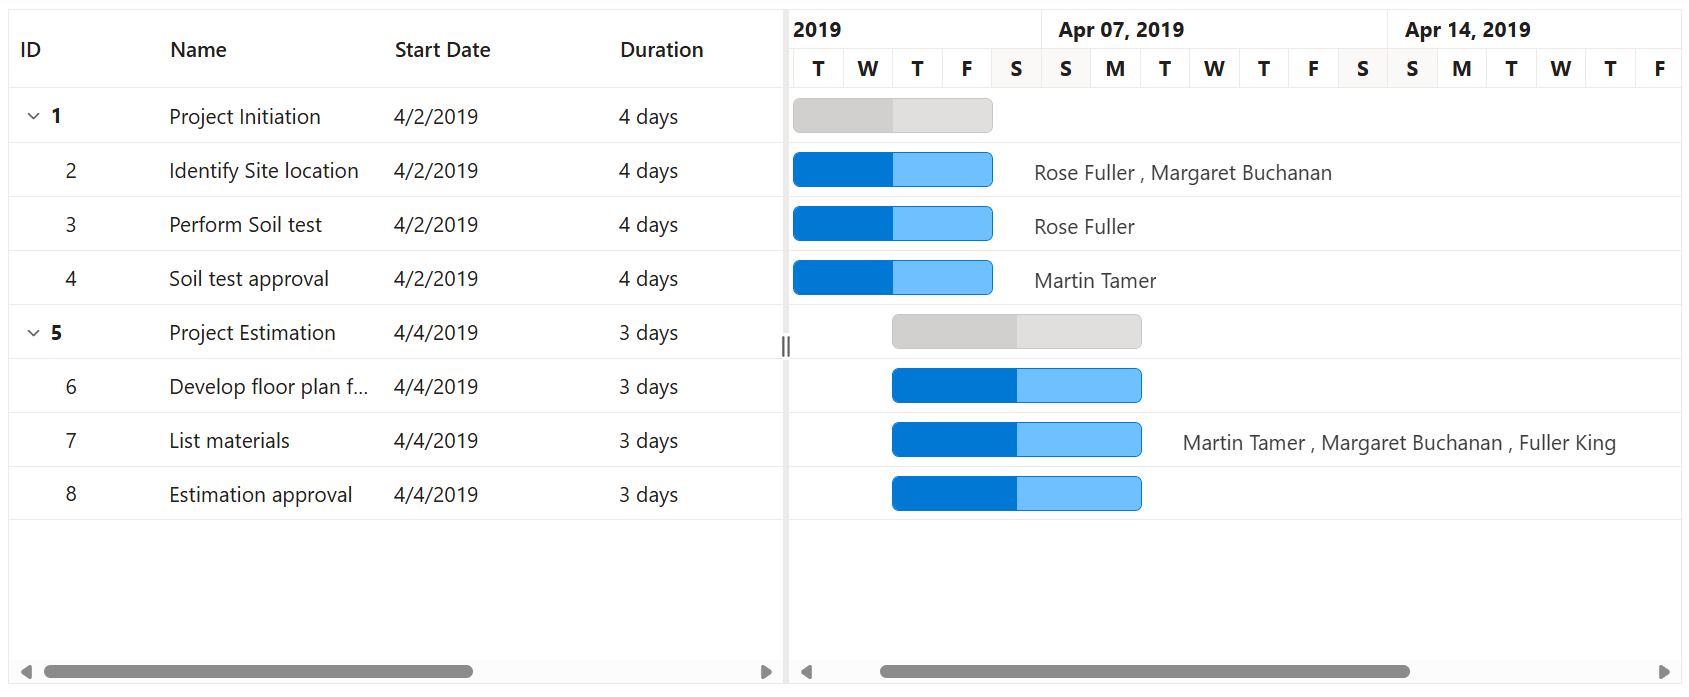 ID Name Start Date Duration 2019 Apr 07, 2019 Apr 14, 2019
T W T F S S M T W T F S S M T W T F
1 Project Initiation 4/2/2019 4 days
2 Identify Site location 4/2/2019 4 days Rose Fuller , Margaret Buchanan
3 Perform Soil test 4/2/2019 4 days Rose Fuller
4 Soil test approval 4/2/2019 4 days Martin Tamer
5 Project Estimation 4/4/2019 3 days
6 Develop floor plan f... 4/4/2019 3 days
7 List materials 4/4/2019 3 days Martin Tamer , Margaret Buchanan , Fuller King
8 Estimation approval 4/4/2019 3 days